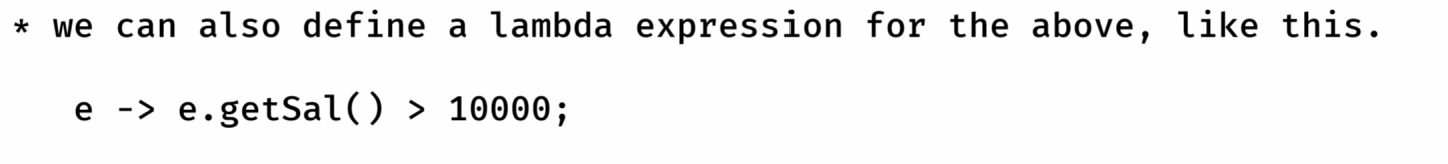 * we can also define a lambda expression for the above, like this.
e -> e.getSal() > 10000;